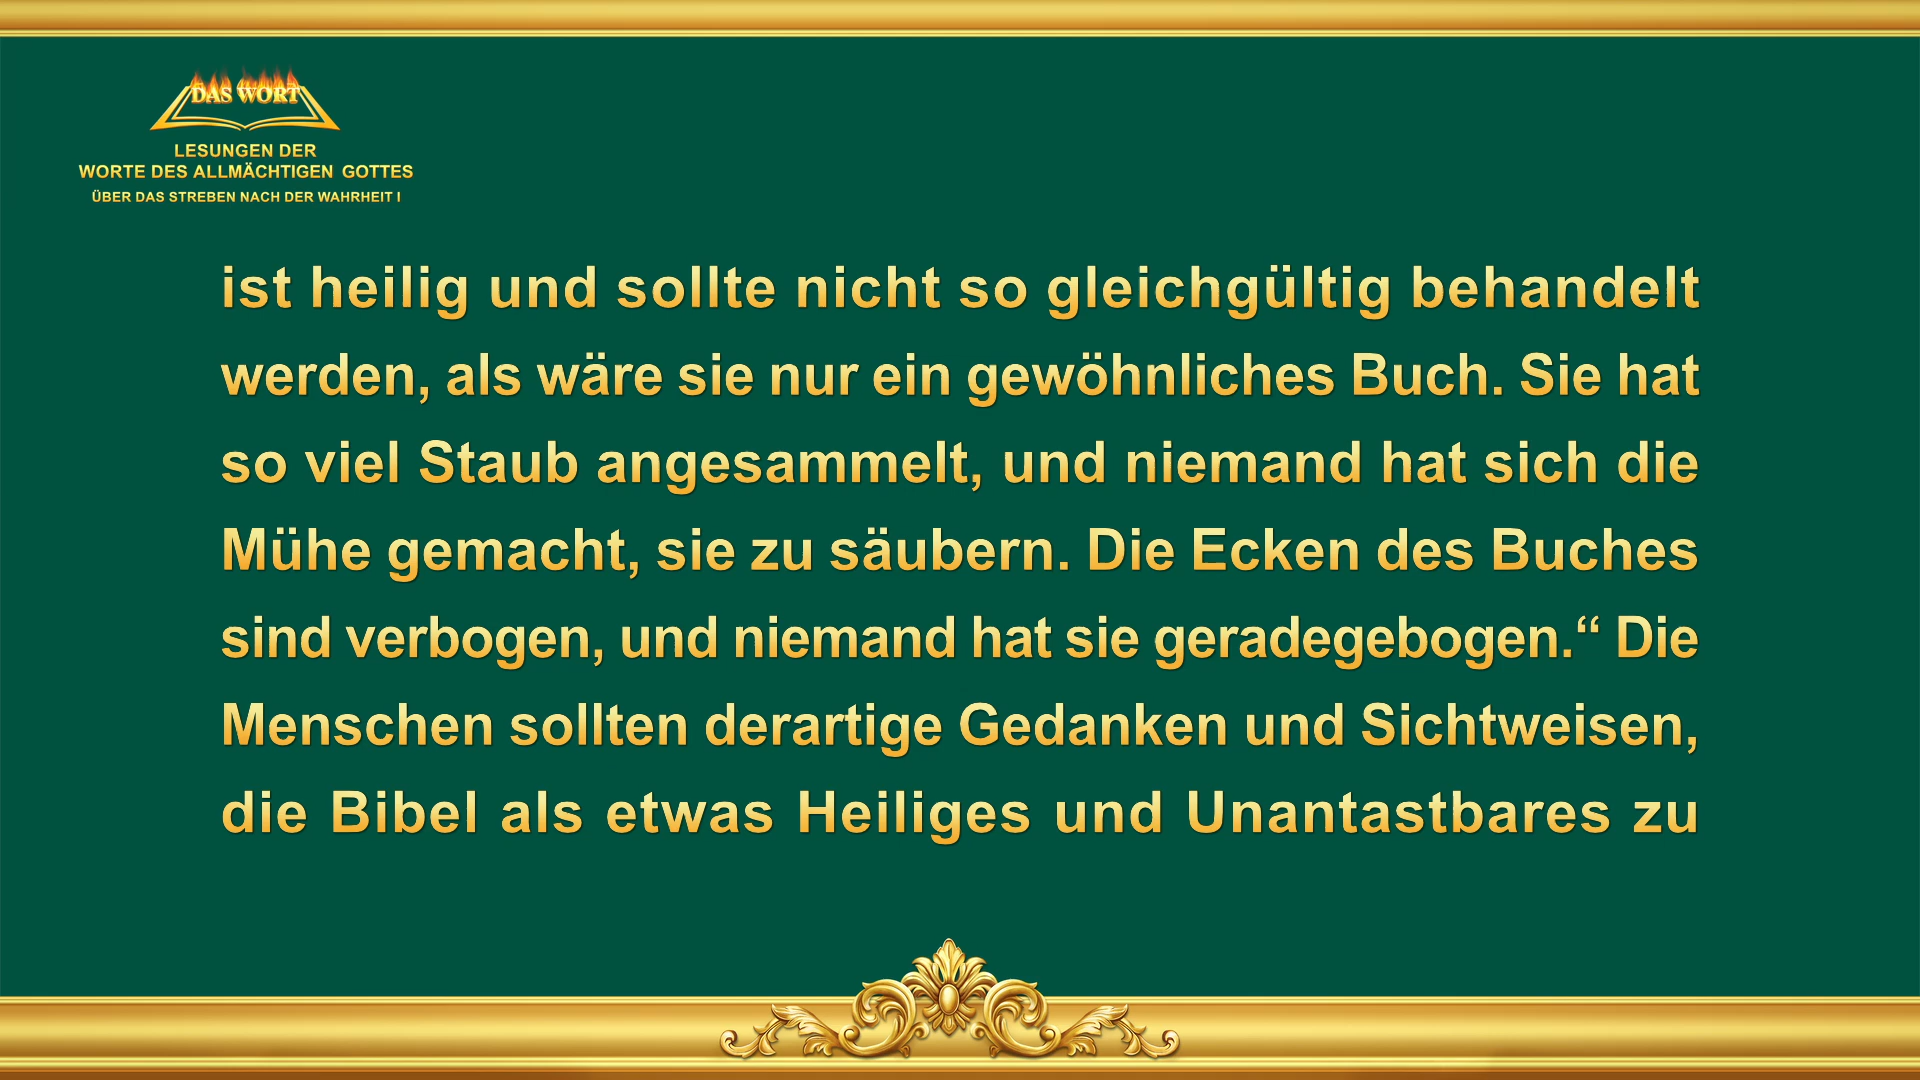 DAS WORT
LESUNGEN DER
WORTE DES ALLMÄCHTIGEN GOTTES
ÜBER DAS STREBEN NACH DER WAHRHEIT I
ist heilig und sollte nicht so gleichgültig behandelt
werden, als wäre sie nur ein gewöhnliches Buch. Sie hat
so viel Staub angesammelt, und niemand hat sich die
Mühe gemacht, sie zu säubern. Die Ecken des Buches
sind verbogen, und niemand hat sie geradegebogen.“ Die
Menschen sollten derartige Gedanken und Sichtweisen,
die Bibel als etwas Heiliges und Unantastbares zu